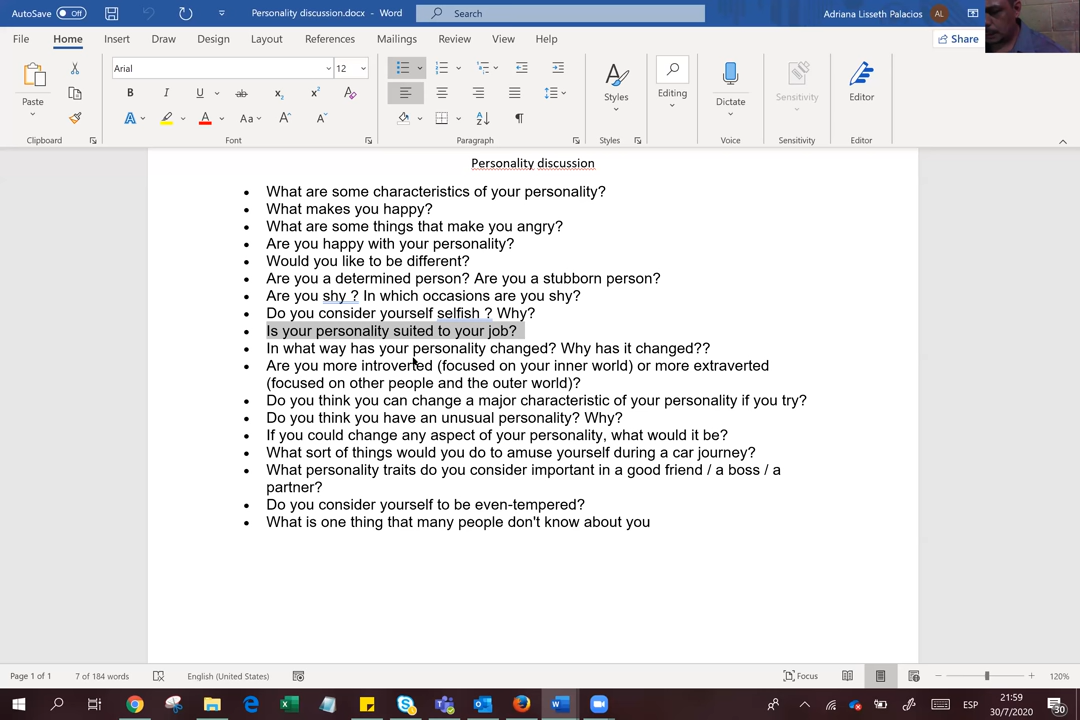 AutoSave Off Personality discussion.docx - Word Search Adriana Lisseth Palacios AL
File Home Insert Draw Design Layout References Mailings Review View Help Share
Arial 12
Paste Styles Editing Dictate Sensitivity Editor
Clipboard Font Paragraph Styles Voice Sensitivity Editor
Personality discussion
• What are some characteristics of your personality?
• What makes you happy?
• What are some things that make you angry?
• Are you happy with your personality?
• Would you like to be different?
• Are you a determined person? Are you a stubborn person?
• Are you shy ? In which occasions are you shy?
• Do you consider yourself selfish ? Why?
• Is your personality suited to your job?
• In what way has your personality changed? Why has it changed??
• Are you more introverted (focused on your inner world) or more extraverted
(focused on other people and the outer world)?
• Do you think you can change a major characteristic of your personality if you try?
• Do you think you have an unusual personality? Why?
• If you could change any aspect of your personality, what would it be?
• What sort of things would you do to amuse yourself during a car journey?
• What personality traits do you consider important in a good friend / a boss / a
partner?
• Do you consider yourself to be even-tempered?
• What is one thing that many people don't know about you
Page 1 of 1 7 of 184 words English (United States) Focus 120%
ESP 21:59
30/7/2020 30